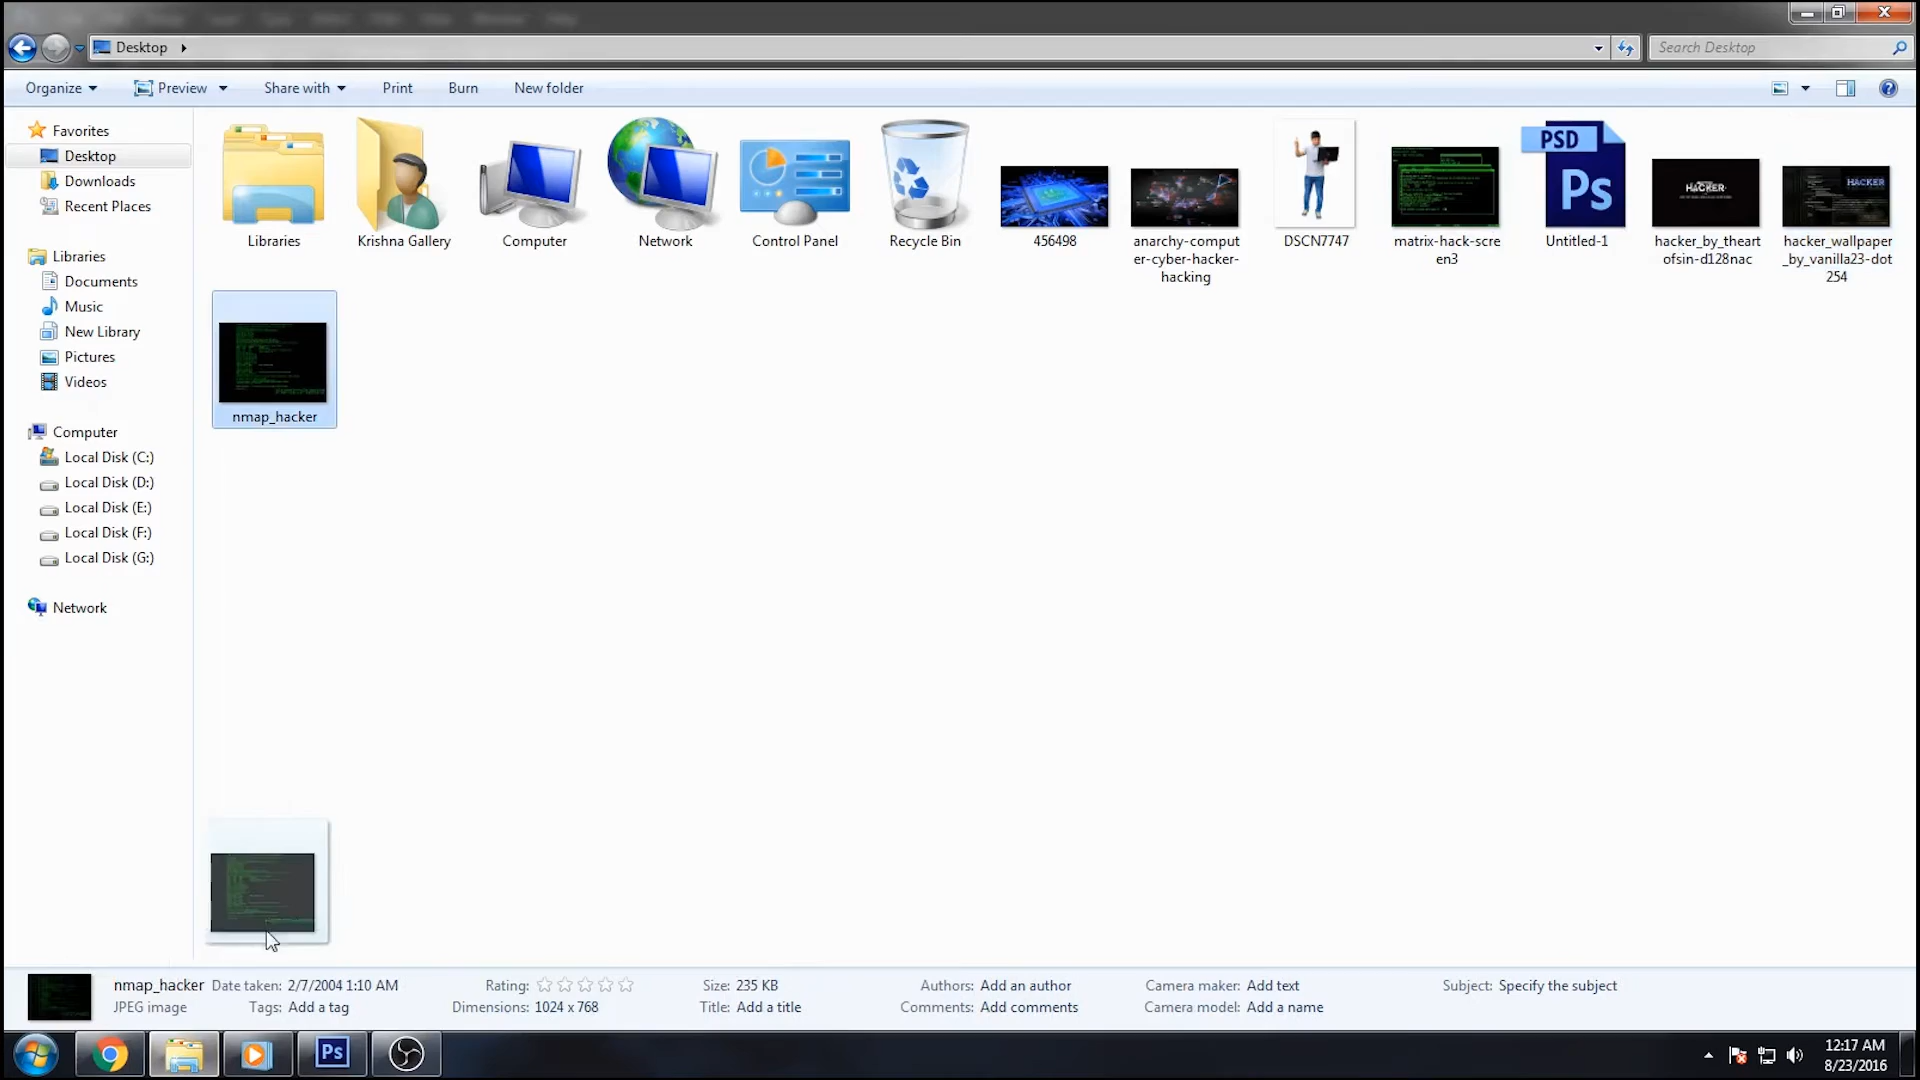 Desktop
Search Desktop
Organize
Preview
Share with
Print
Burn
New folder
Favorites
Desktop
Downloads
Recent Places
Libraries
Documents
Music
New Library
Pictures
Videos
Computer
Local Disk (C:)
Local Disk (D:)
Local Disk (E:)
Local Disk (F:)
Local Disk (G:)
Network
Libraries
Krishna Gallery
Computer
Network
Control Panel
Recycle Bin
456498
anarchy-comput
er-cyber-hacker-
hacking
DSCN7747
matrix-hack-scre
en3
PSD
Ps
Untitled-1
HACKER
hacker_by_theart
ofsin-d128nac
HACKER
hacker_wallpaper
_by_vanilla23-dot
254
nmap_hacker
nmap_hacker
JPEG image
Date taken: 2/7/2004 1:10 AM
Tags: Add a tag
Rating:
Dimensions: 1024 x 768
Size: 235 KB
Title: Add a title
Authors: Add an author
Comments: Add comments
Camera maker: Add text
Camera model: Add a name
Subject: Specify the subject
Ps
12:17 AM
8/23/2016